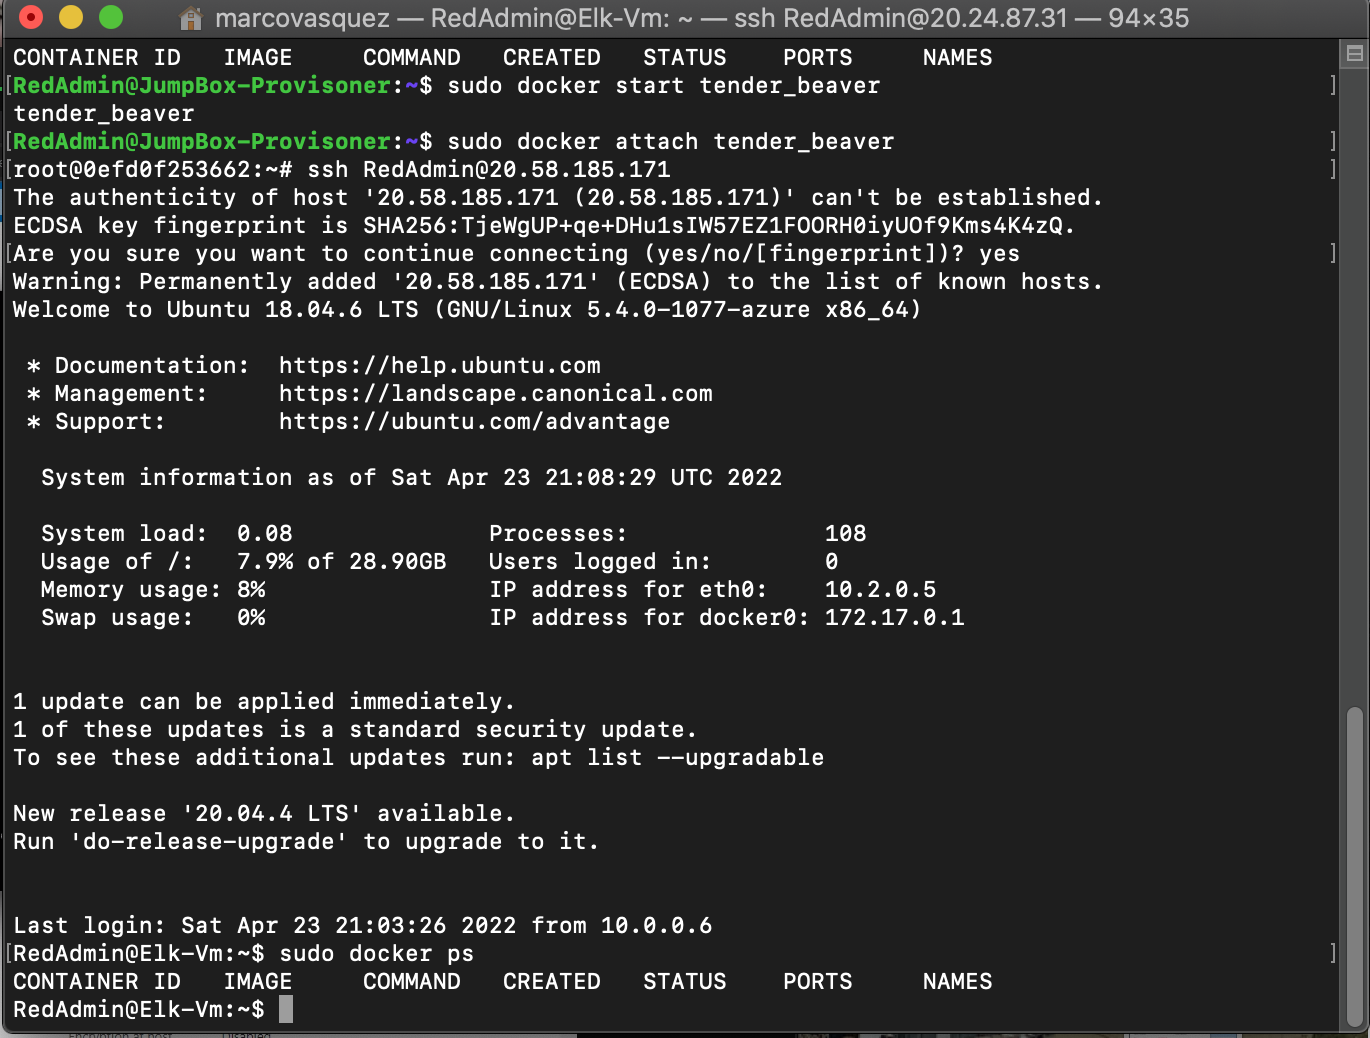 marcovasquez — RedAdmin@Elk-Vm: ~ — ssh RedAdmin@20.24.87.31 — 94×35
CONTAINER ID   IMAGE     COMMAND   CREATED   STATUS    PORTS     NAMES
[RedAdmin@JumpBox-Provisoner:~$ sudo docker start tender_beaver ]
tender_beaver
[RedAdmin@JumpBox-Provisoner:~$ sudo docker attach tender_beaver ]
[root@0efd0f253662:~# ssh RedAdmin@20.58.185.171 ]
The authenticity of host '20.58.185.171 (20.58.185.171)' can't be established.
ECDSA key fingerprint is SHA256:TjeWgUP+qe+DHu1sIW57EZ1FOORH0iyUOf9Kms4K4zQ.
[Are you sure you want to continue connecting (yes/no/[fingerprint])? yes ]
Warning: Permanently added '20.58.185.171' (ECDSA) to the list of known hosts.
Welcome to Ubuntu 18.04.6 LTS (GNU/Linux 5.4.0-1077-azure x86_64)
* Documentation:  https://help.ubuntu.com
* Management:     https://landscape.canonical.com
* Support:        https://ubuntu.com/advantage
System information as of Sat Apr 23 21:08:29 UTC 2022
System load:  0.08              Processes:              108
Usage of /:   7.9% of 28.90GB   Users logged in:        0
Memory usage: 8%                IP address for eth0:    10.2.0.5
Swap usage:   0%                IP address for docker0: 172.17.0.1
1 update can be applied immediately.
1 of these updates is a standard security update.
To see these additional updates run: apt list --upgradable
New release '20.04.4 LTS' available.
Run 'do-release-upgrade' to upgrade to it.
Last login: Sat Apr 23 21:03:26 2022 from 10.0.0.6
[RedAdmin@Elk-Vm:~$ sudo docker ps ]
CONTAINER ID   IMAGE     COMMAND   CREATED   STATUS    PORTS     NAMES
RedAdmin@Elk-Vm:~$